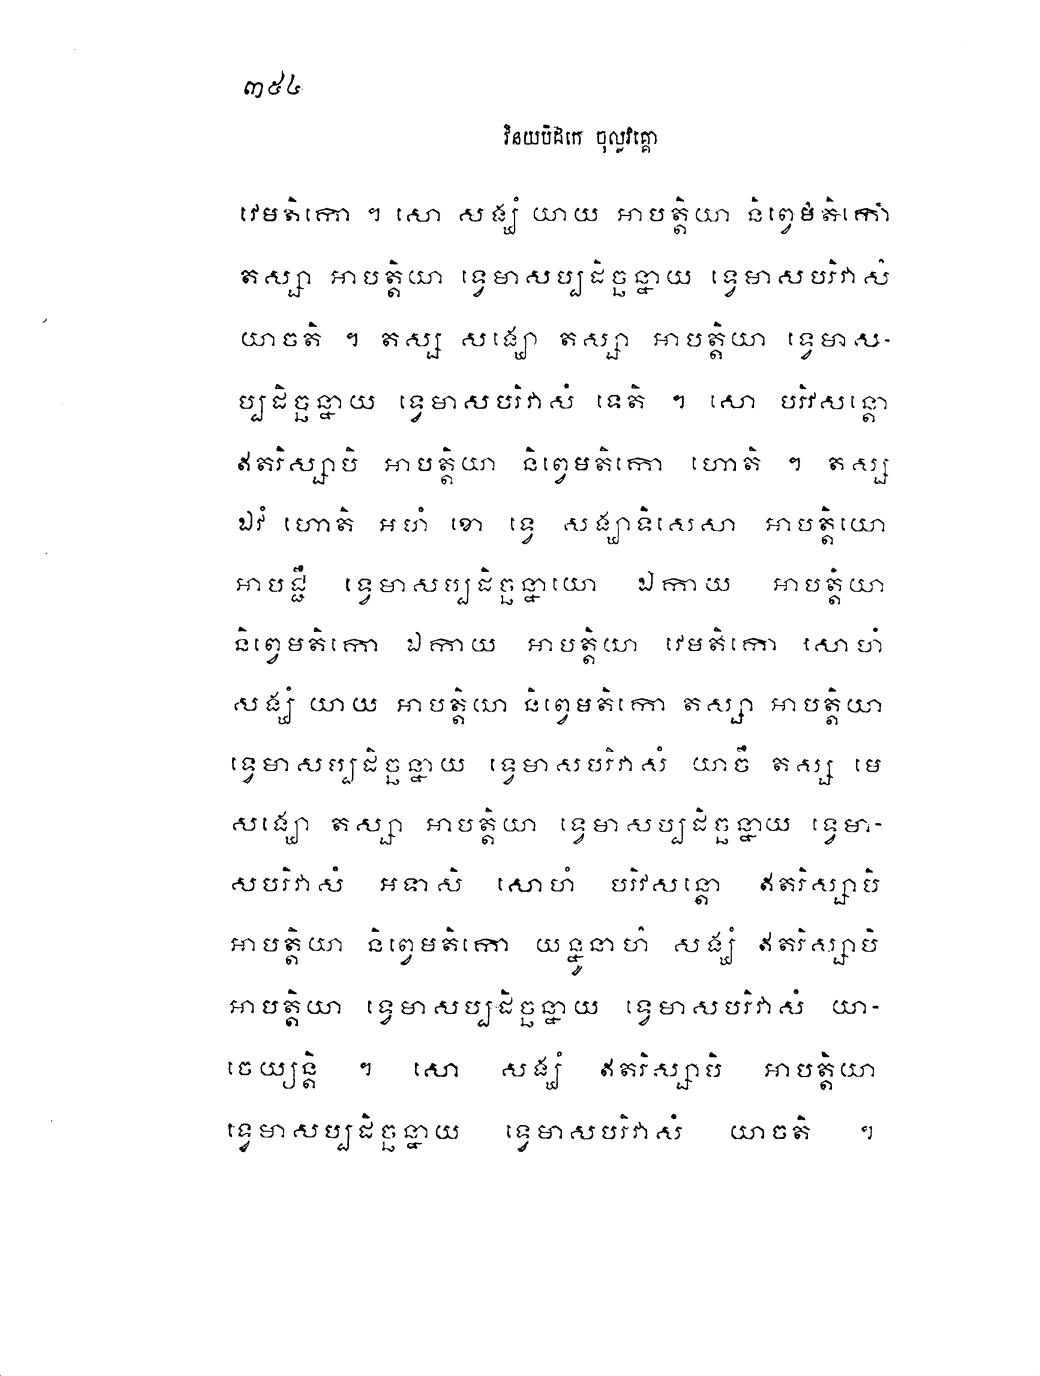 ៣៥៤
វិនយបិដកេ ចុល្លវគ្គោ
វេមតិកោ ។ សោ សង្ឃំ យាយ អាបត្តិយា និព្វេមតិកោ
តស្សា អាបត្តិយា ទ្វេមាសប្បដិច្ឆន្នាយ ទ្វេមាសបរិវាសំ
យាចតិ ។ តស្ស សង្ឃោ តស្សា អាបត្តិយា ទ្វេមាស-
ប្បដិច្ឆន្នាយ ទ្វេមាសបរិវាសំ ទេតិ ។ សោ បរិវសន្តោ
ឥតរិស្សាបិ អាបត្តិយា និព្វេមតិកោ ហោតិ ។ តស្ស
ឯវំ ហោតិ អហំ ខោ ទ្វេ សង្ឃាទិសេសា អាបត្តិយោ
អាបជ្ជឹ ទ្វេមាសប្បដិច្ឆន្នាយោ ឯកាយ អាបត្តិយា
និព្វេមតិកោ ឯកាយ អាបត្តិយា វេមតិកោ សោហំ
សង្ឃំ យាយ អាបត្តិយា និព្វេមតិកោ តស្សា អាបត្តិយា
ទ្វេមាសប្បដិច្ឆន្នាយ ទ្វេមាសបរិវាសំ យាចឹ តស្ស មេ
សង្ឃោ តស្សា អាបត្តិយា ទ្វេមាសប្បដិច្ឆន្នាយ ទ្វេមា-
សបរិវាសំ អទាសិ សោហំ បរិវសន្តោ ឥតរិស្សាបិ
អាបត្តិយា និព្វេមតិកោ យន្នូនាហំ សង្ឃំ ឥតរិស្សាបិ
អាបត្តិយា ទ្វេមាសប្បដិច្ឆន្នាយ ទ្វេមាសបរិវាសំ យា-
ចេយ្យន្តិ ។ សោ សង្ឃំ ឥតរិស្សាបិ អាបត្តិយា
ទ្វេមាសប្បដិច្ឆន្នាយ ទ្វេមាសបរិវាសំ យាចតិ ។